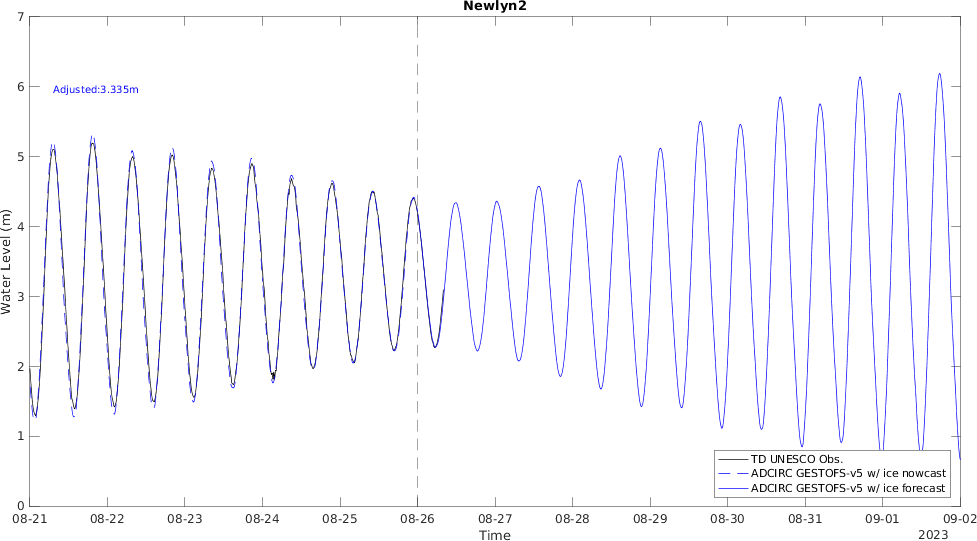 Newlyn2
7
6
5
4
3
2
1
0
Water Level (m)
Adjusted:3.335m
TD UNESCO Obs.
ADCIRC GESTOFS-v5 w/ ice nowcast
ADCIRC GESTOFS-v5 w/ ice forecast
08-21 08-22 08-23 08-24 08-25 08-26 08-27 08-28 08-29 08-30 08-31 09-01 09-02
Time
2023